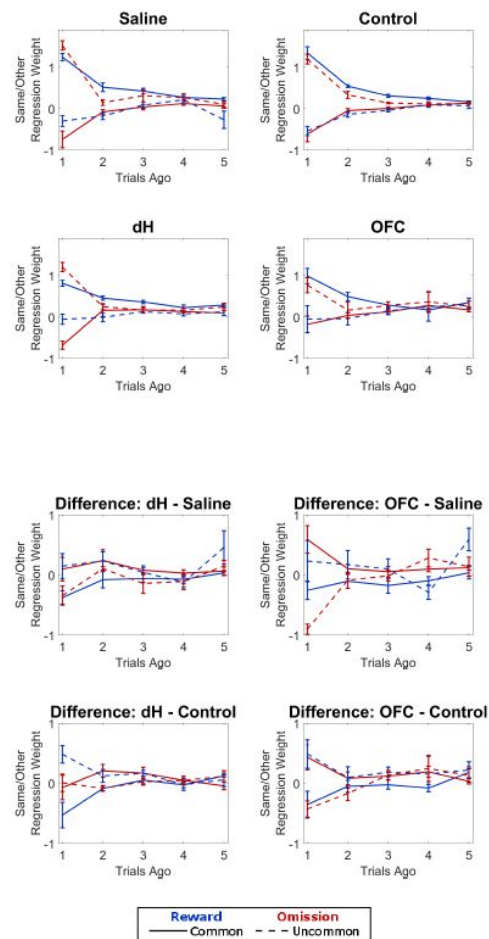 Saline
Same/Other
Regression Weight
1
0
-1
1 2 3 4 5
Trials Ago
Control
Same/Other
Regression Weight
1
0
-1
1 2 3 4 5
Trials Ago
dH
Same/Other
Regression Weight
1
0
-1
1 2 3 4 5
Trials Ago
OFC
Same/Other
Regression Weight
1
0
-1
1 2 3 4 5
Trials Ago
Difference: dH - Saline
Same/Other
Regression Weight
1
0
-1
1 2 3 4 5
Trials Ago
Difference: OFC - Saline
Same/Other
Regression Weight
1
0
-1
1 2 3 4 5
Trials Ago
Difference: dH - Control
Same/Other
Regression Weight
1
0
-1
1 2 3 4 5
Trials Ago
Difference: OFC - Control
Same/Other
Regression Weight
1
0
-1
1 2 3 4 5
Trials Ago
Reward Omission
Common Uncommon